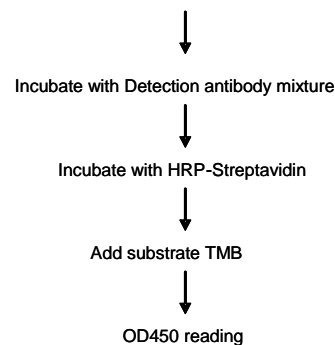 Incubate with Detection antibody mixture
Incubate with HRP-Streptavidin
Add substrate TMB
OD450 reading